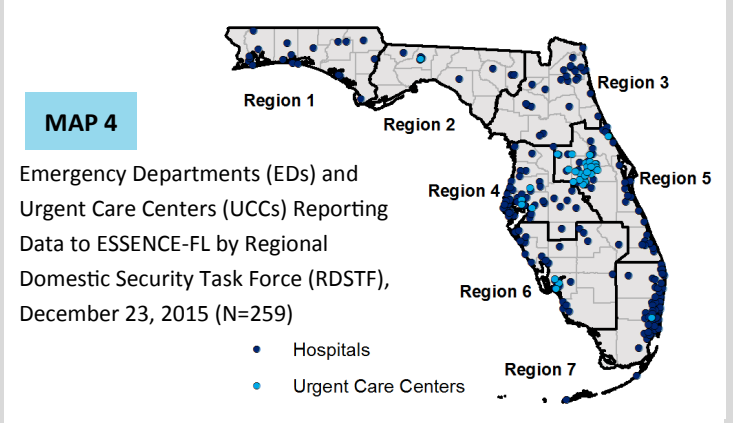 MAP 4
Emergency Departments (EDs) and
Urgent Care Centers (UCCs) Reporting
Data to ESSENCE-FL by Regional
Domestic Security Task Force (RDSTF),
December 23, 2015 (N=259)
Hospitals
Urgent Care Centers
Region 1
Region 2
Region 3
Region 4
Region 5
Region 6
Region 7